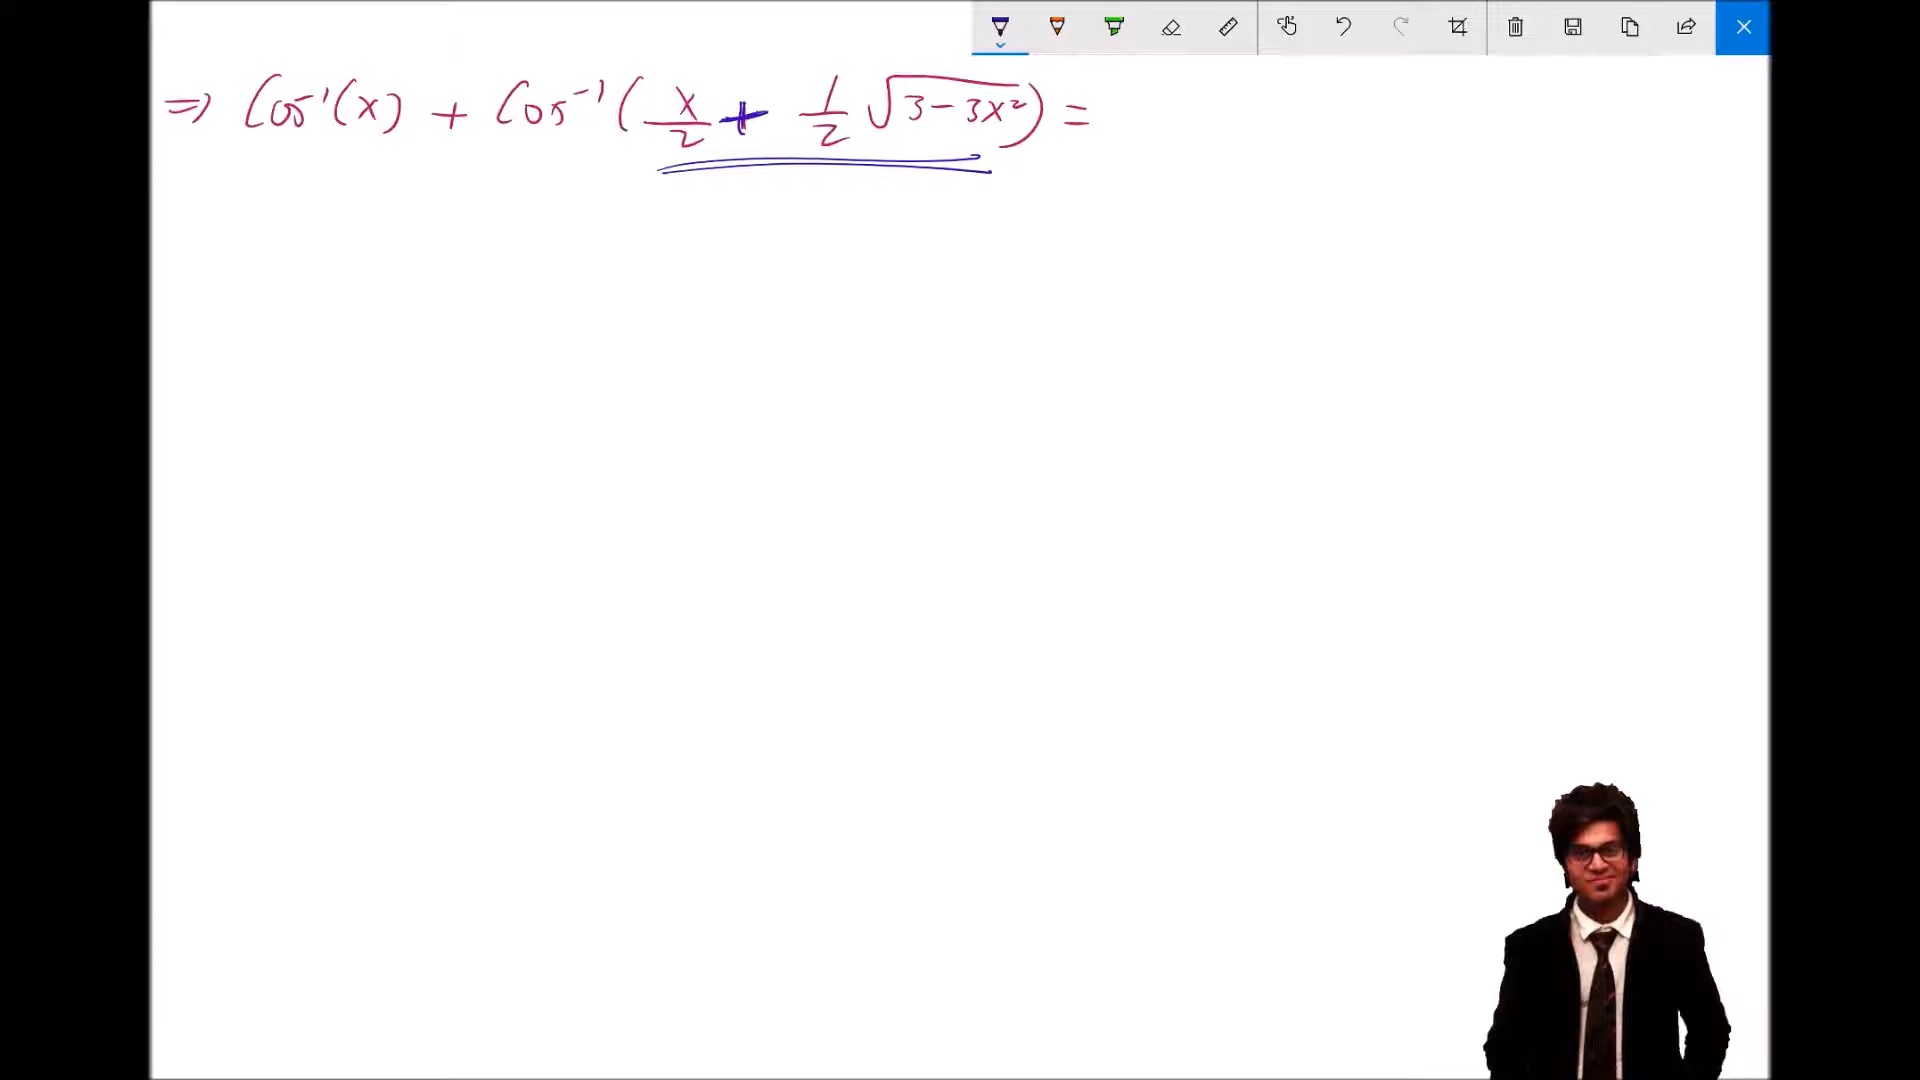 ⇒ Cos⁻¹(x) + Cos⁻¹(x/2 + 1/2 √(3-3x²)) =